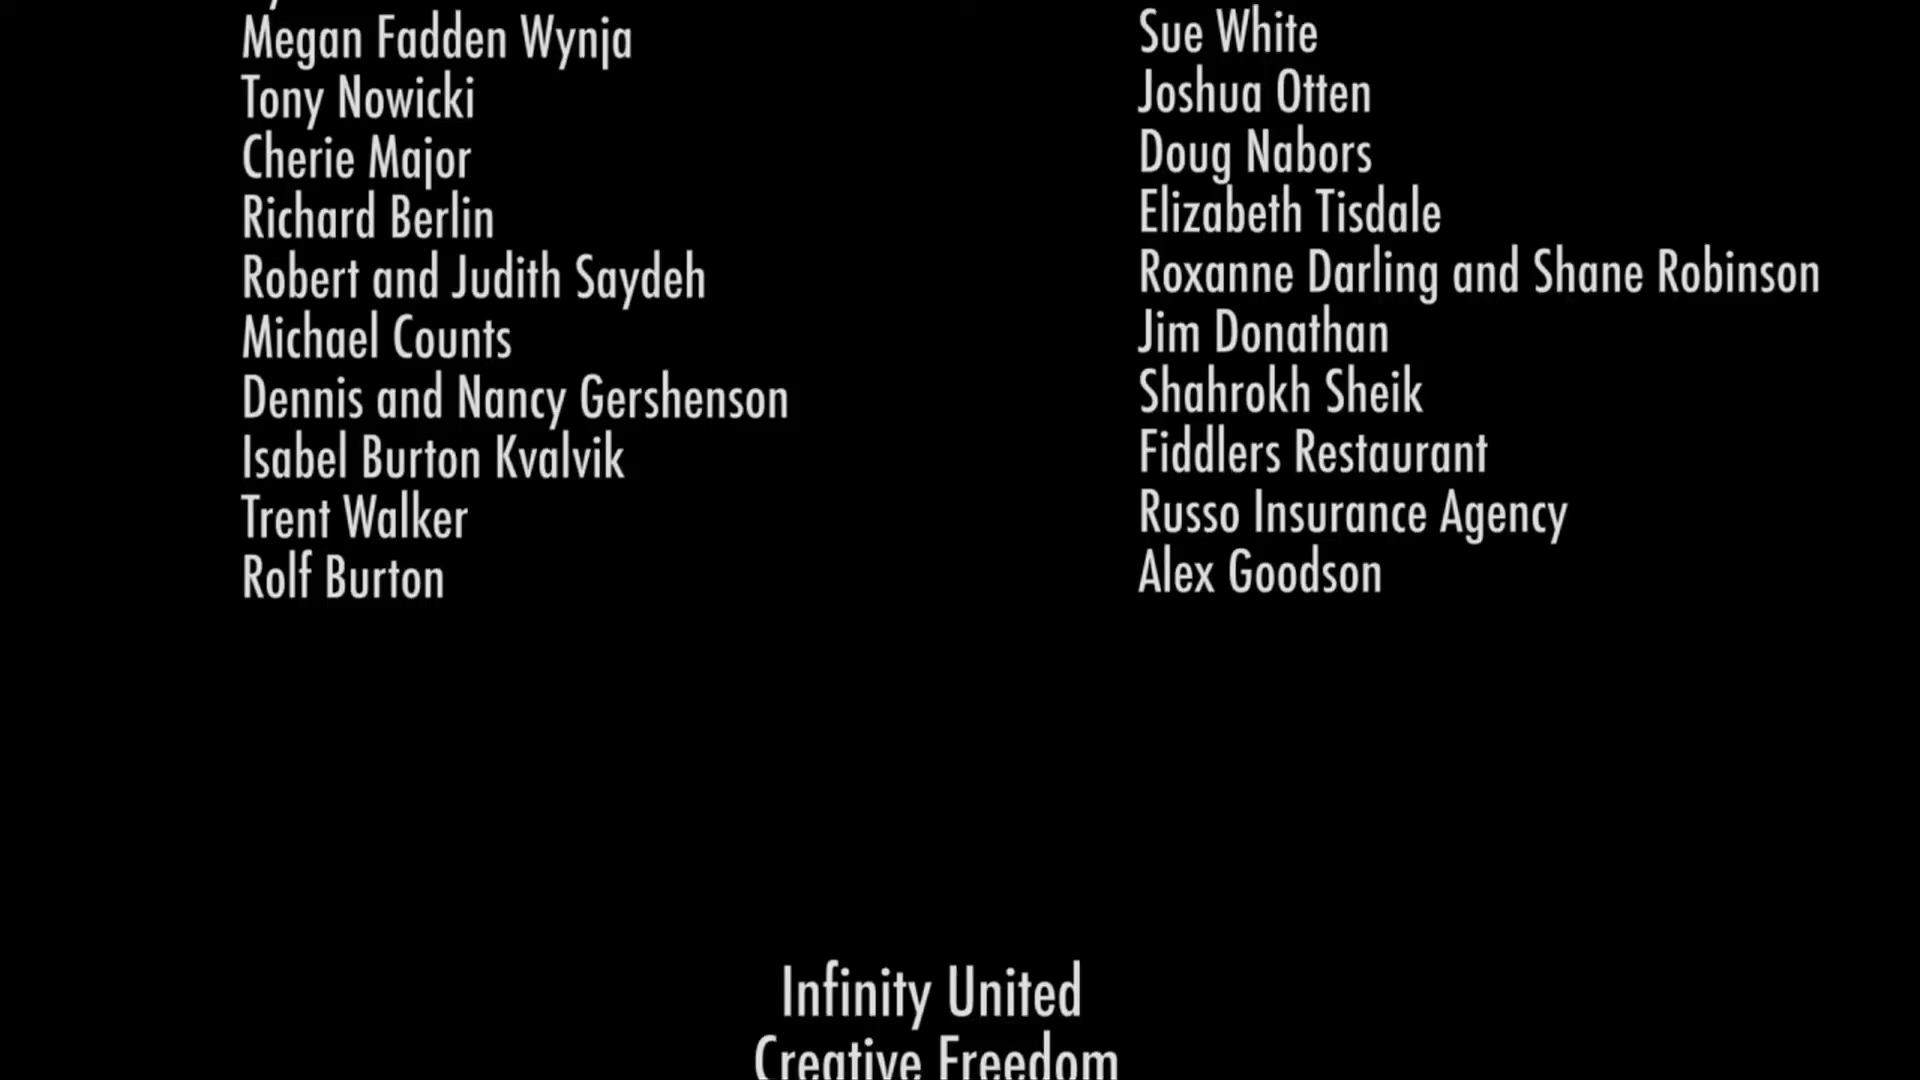 Megan Fadden Wynja
Tony Nowicki
Cherie Major
Richard Berlin
Robert and Judith Saydeh
Michael Counts
Dennis and Nancy Gershenson
Isabel Burton Kvalvik
Trent Walker
Rolf Burton
Sue White
Joshua Otten
Doug Nabors
Elizabeth Tisdale
Roxanne Darling and Shane Robinson
Jim Donathan
Shahrokh Sheik
Fiddlers Restaurant
Russo Insurance Agency
Alex Goodson
Infinity United
Creative Freedom